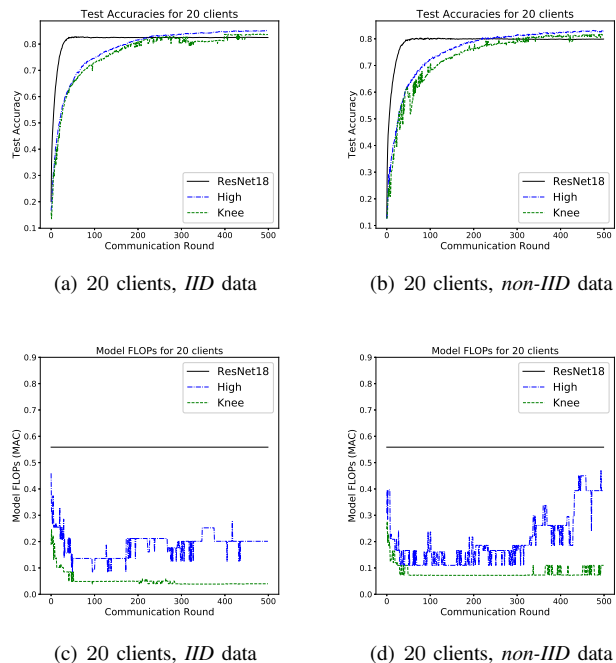 Test Accuracies for 20 clients
Test Accuracy
0.8
0.7
0.6
0.5
0.4
0.3
0.2
0.1
ResNet18
High
Knee
0 100 200 300 400 500
Communication Round
(a) 20 clients, IID data
Test Accuracies for 20 clients
Test Accuracy
0.8
0.7
0.6
0.5
0.4
0.3
0.2
0.1
ResNet18
High
Knee
0 100 200 300 400 500
Communication Round
(b) 20 clients, non-IID data
Model FLOPs for 20 clients
Model FLOPs (MAC)
0.9
0.8
0.7
0.6
0.5
0.4
0.3
0.2
0.1
0.0
ResNet18
High
Knee
0 100 200 300 400 500
Communication Round
(c) 20 clients, IID data
Model FLOPs for 20 clients
Model FLOPs (MAC)
0.9
0.8
0.7
0.6
0.5
0.4
0.3
0.2
0.1
0.0
ResNet18
High
Knee
0 100 200 300 400 500
Communication Round
(d) 20 clients, non-IID data